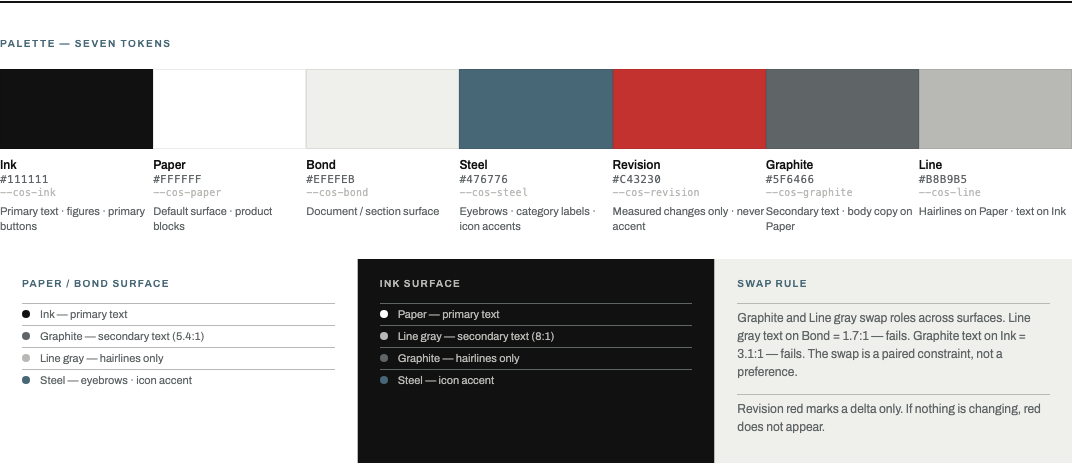 PALETTE — SEVEN TOKENS
Ink
#111111
--cos-ink
Primary text · figures · primary
buttons
Paper
#FFFFFF
--cos-paper
Default surface · product
blocks
Bond
#EFEFEB
--cos-bond
Document / section surface
Steel
#476776
--cos-steel
Eyebrows · category labels ·
icon accents
Revision
#C43230
--cos-revision
Measured changes only · never
accent
Graphite
#5F6466
--cos-graphite
Secondary text · body copy on
Paper
Line
#B8B9B5
--cos-line
Hairlines on Paper · text on Ink
PAPER / BOND SURFACE
Ink — primary text
Graphite — secondary text (5.4:1)
Line gray — hairlines only
Steel — eyebrows · icon accent
INK SURFACE
Paper — primary text
Line gray — secondary text (8:1)
Graphite — hairlines only
Steel — icon accent
SWAP RULE
Graphite and Line gray swap roles across surfaces. Line
gray text on Bond = 1.7:1 — fails. Graphite text on Ink =
3.1:1 — fails. The swap is a paired constraint, not a
preference.
Revision red marks a delta only. If nothing is changing, red
does not appear.